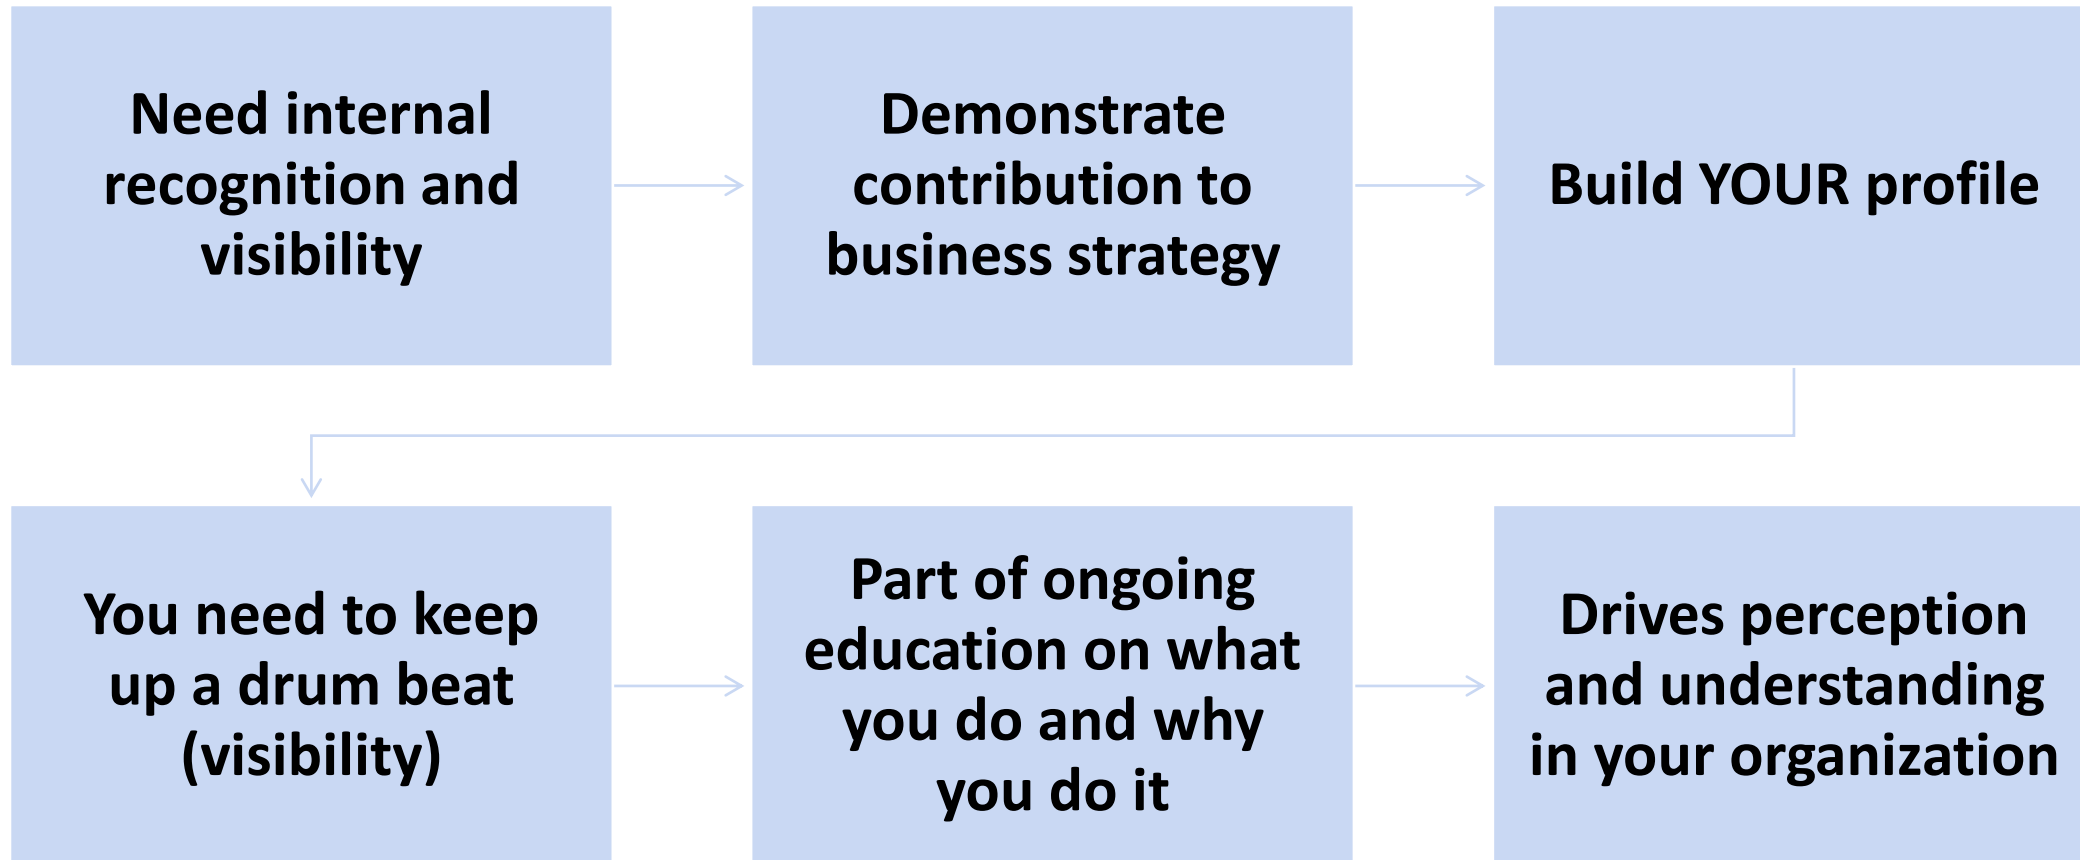 Need internal
recognition and
visibility
Demonstrate
contribution to
business strategy
Build YOUR profile
You need to keep
up a drum beat
(visibility)
Part of ongoing
education on what
you do and why
you do it
Drives perception
and understanding
in your organization